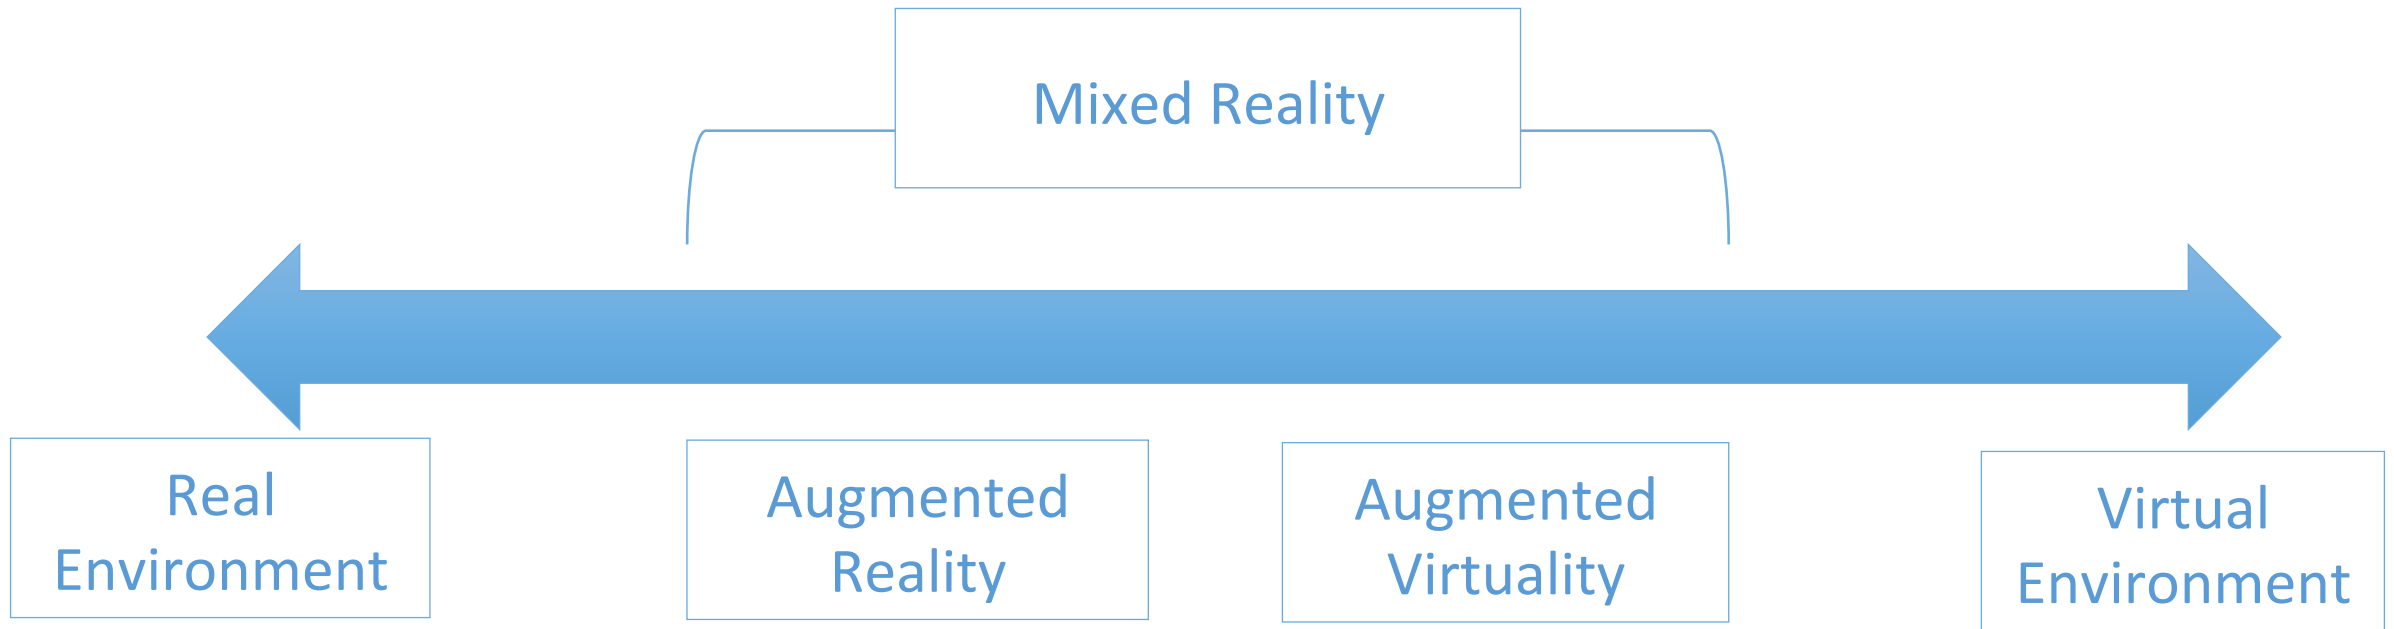 Mixed Reality
Real
Environment
Augmented
Reality
Augmented
Virtuality
Virtual
Environment